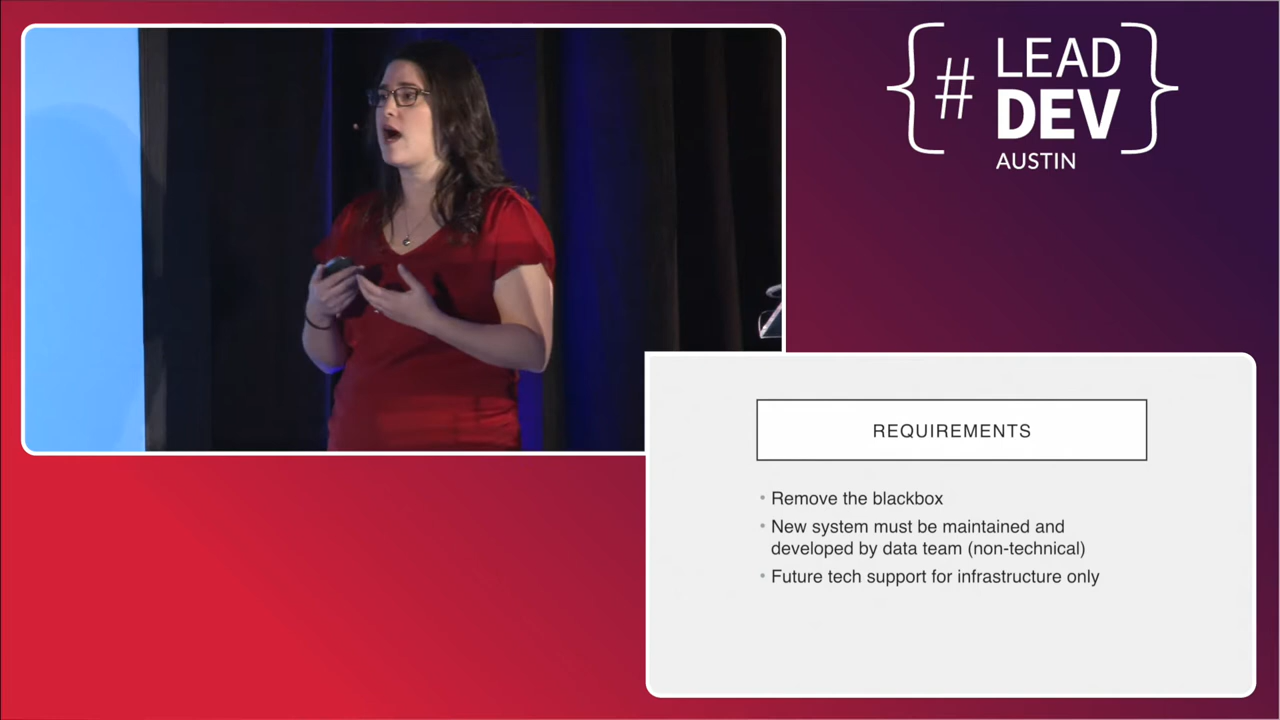 {# LEAD
DEV}
AUSTIN
REQUIREMENTS
• Remove the blackbox
• New system must be maintained and
developed by data team (non-technical)
• Future tech support for infrastructure only